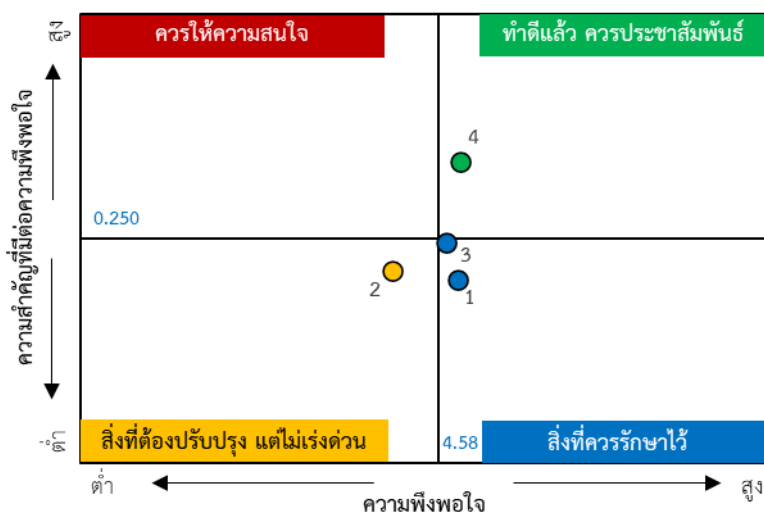 สูง
ควรให้ความสนใจ
ทำดีแล้ว ควรประชาสัมพันธ์
4
ความสำคัญที่มีต่อความพึงพอใจ
0.250
3
2
1
ต่ำ
สิ่งที่ต้องปรับปรุง แต่ไม่เร่งด่วน
4.58
สิ่งที่ควรรักษาไว้
ต่ำ
ความพึงพอใจ
สูง